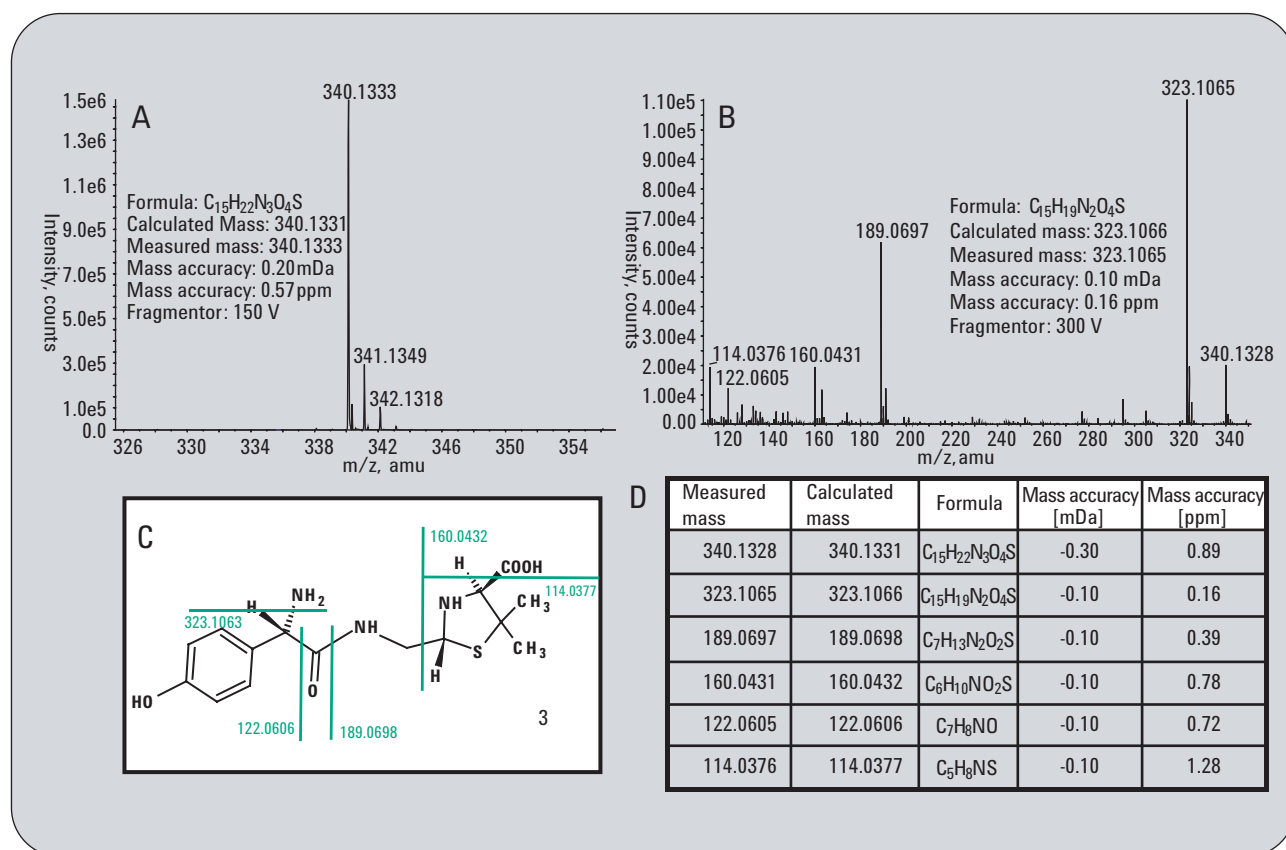 A
340.1333
1.5e6
1.3e6
1.1e6
9.0e5
7.0e5
5.0e5
3.0e5
1.0e5
0.0
Intensity, counts
Formula: C₁₅H₂₂N₃O₄S
Calculated Mass: 340.1331
Measured mass: 340.1333
Mass accuracy: 0.20 mDa
Mass accuracy: 0.57 ppm
Fragmentor: 150 V
341.1349
342.1318
326 330 334 338 342 346 350 354
m/z, amu
B
323.1065
1.10e5
1.00e5
9.00e4
8.00e4
7.00e4
6.00e4
5.00e4
4.00e4
3.00e4
2.00e4
1.00e4
0.00
Intensity, counts
189.0697
Formula: C₁₅H₁₉N₂O₄S
Calculated mass: 323.1066
Measured mass: 323.1065
Mass accuracy: 0.10 mDa
Mass accuracy: 0.16 ppm
Fragmentor: 300 V
114.0376 160.0431
122.0605
340.1328
120 140 160 180 200 220 240 260 280 300 320 340
m/z, amu
C
160.0432
H
COOH
114.0377
NH₂
H
323.1063
NH
NH
CH₃
CH₃
S
H
O
HO
122.0606
189.0698
3
D
Measured mass Calculated mass Formula Mass accuracy [mDa] Mass accuracy [ppm]
340.1328 340.1331 C₁₅H₂₂N₃O₄S -0.30 0.89
323.1065 323.1066 C₁₅H₁₉N₂O₄S -0.10 0.16
189.0697 189.0698 C₇H₁₃N₂O₂S -0.10 0.39
160.0431 160.0432 C₆H₁₀NO₂S -0.10 0.78
122.0605 122.0606 C₇H₈NO -0.10 0.72
114.0376 114.0377 C₅H₈NS -0.10 1.28